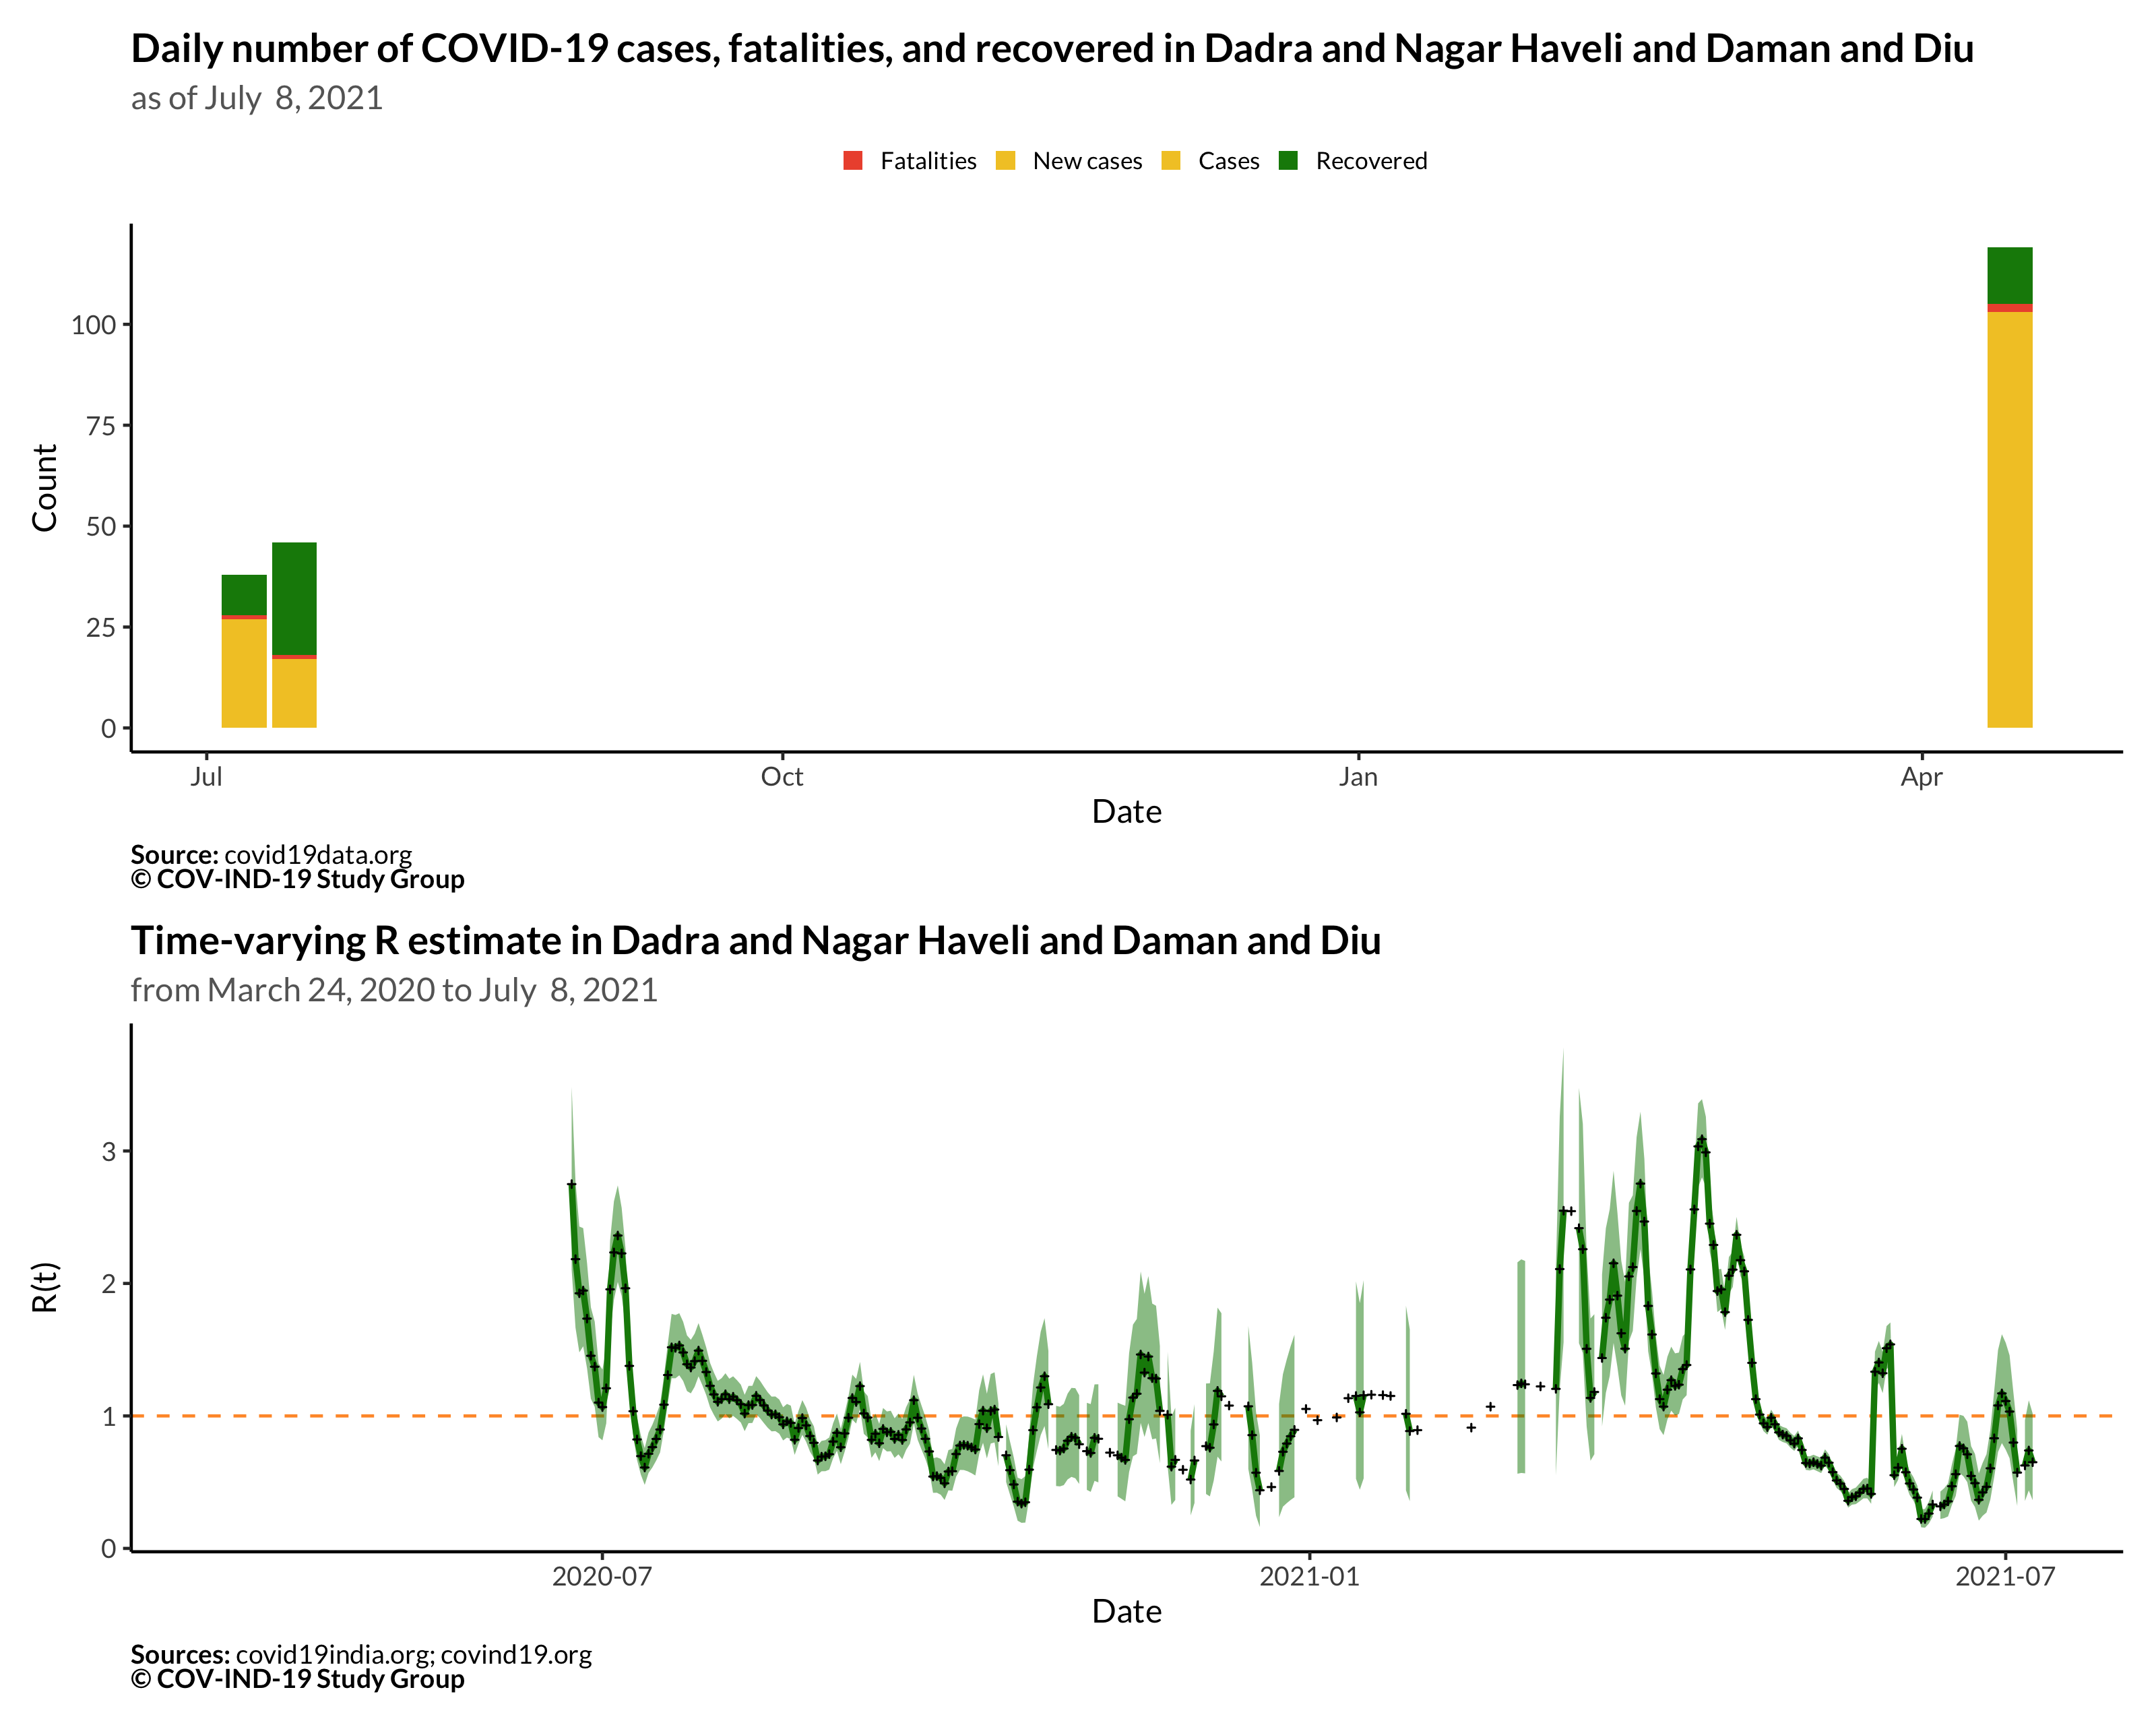 Daily number of COVID-19 cases, fatalities, and recovered in Dadra and Nagar Haveli and Daman and Diu
as of July  8, 2021
Fatalities New cases Cases Recovered
Count
100
75
50
25
0
Jul Oct Jan Apr
Date
Source: covid19data.org
© COV-IND-19 Study Group
Time-varying R estimate in Dadra and Nagar Haveli and Daman and Diu
from March 24, 2020 to July  8, 2021
R(t)
3
2
1
0
2020-07 2021-01 2021-07
Date
Sources: covid19india.org; covind19.org
© COV-IND-19 Study Group